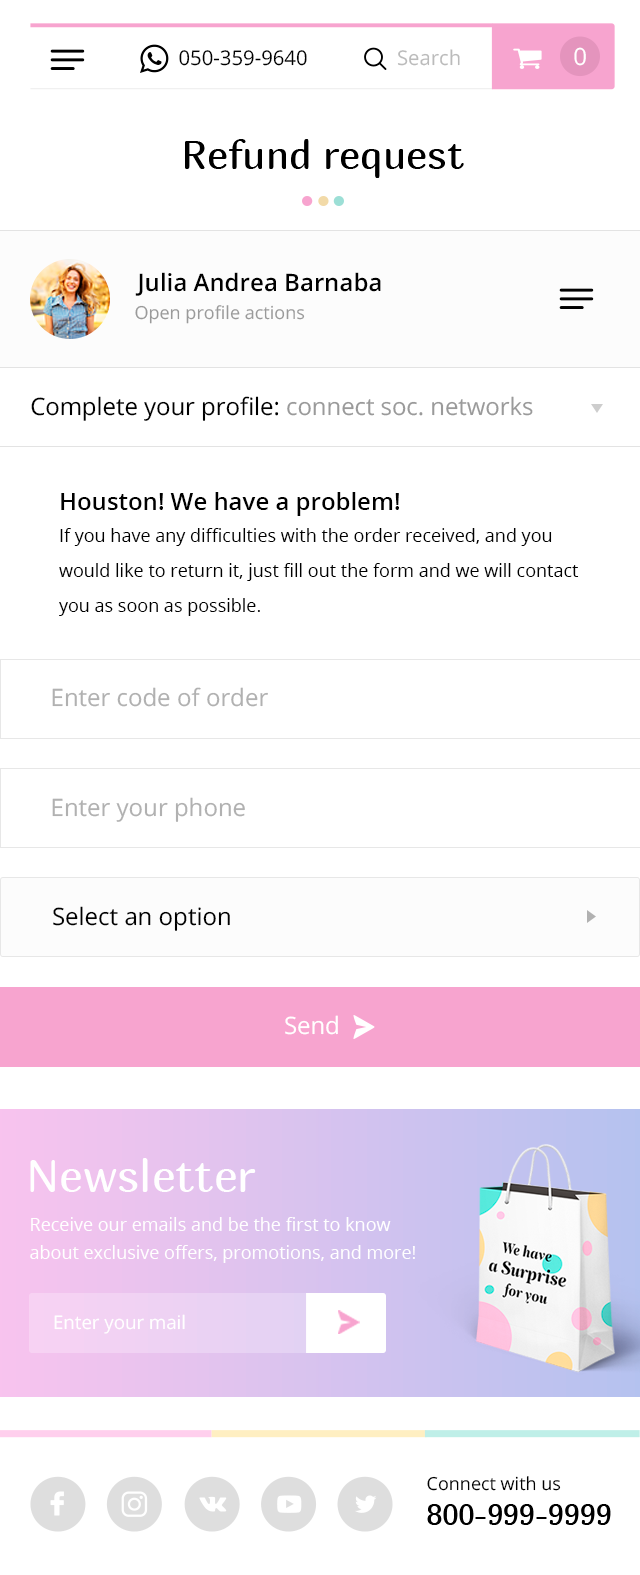 050-359-9640
Search
0
Refund request
Julia Andrea Barnaba
Open profile actions
Complete your profile: connect soc. networks
Houston! We have a problem!
If you have any difficulties with the order received, and you
would like to return it, just fill out the form and we will contact
you as soon as possible.
Enter code of order
Enter your phone
Select an option
Send
Newsletter
Receive our emails and be the first to know
about exclusive offers, promotions, and more!
Enter your mail
We have
a Surprise
for you
Connect with us
800-999-9999